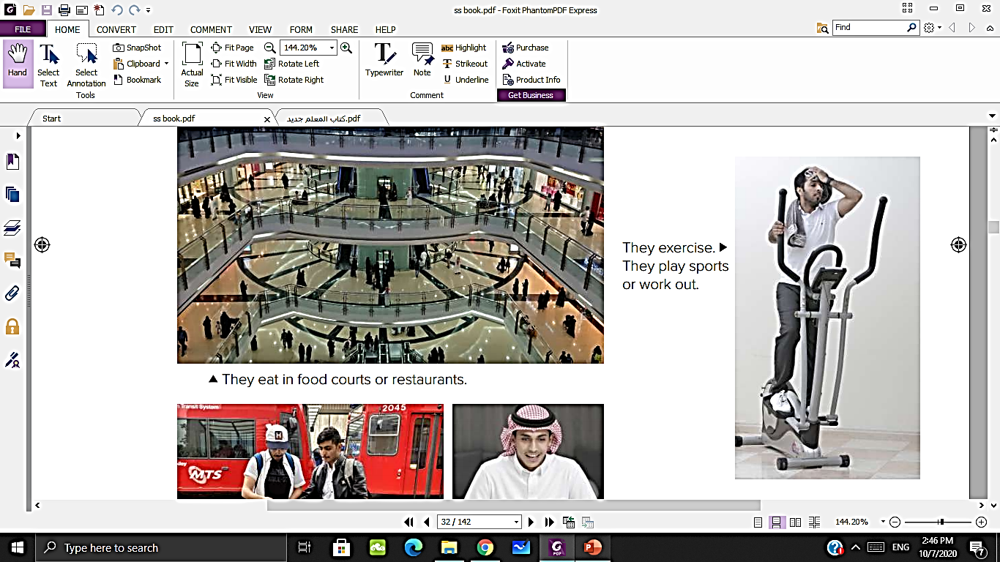 ss book.pdf - Foxit PhantomPDF Express
FILE HOME CONVERT EDIT COMMENT VIEW FORM SHARE HELP
Find
Hand
Select Text
Select Annotation
SnapShot
Clipboard
Bookmark
Tools
Actual Size
Fit Page
Fit Width
Fit Visible
144.20%
Rotate Left
Rotate Right
View
Typewriter
Note
abc Highlight
T Strikeout
U Underline
Comment
Purchase
Activate
Product Info
Get Business
Start
ss book.pdf
كتاب المعلم جديد.pdf
They exercise.
They play sports
or work out.
They eat in food courts or restaurants.
Transit System
2045
H
MTS
32 / 142
144.20%
Type here to search
PDF
ENG
2:46 PM
10/7/2020
7